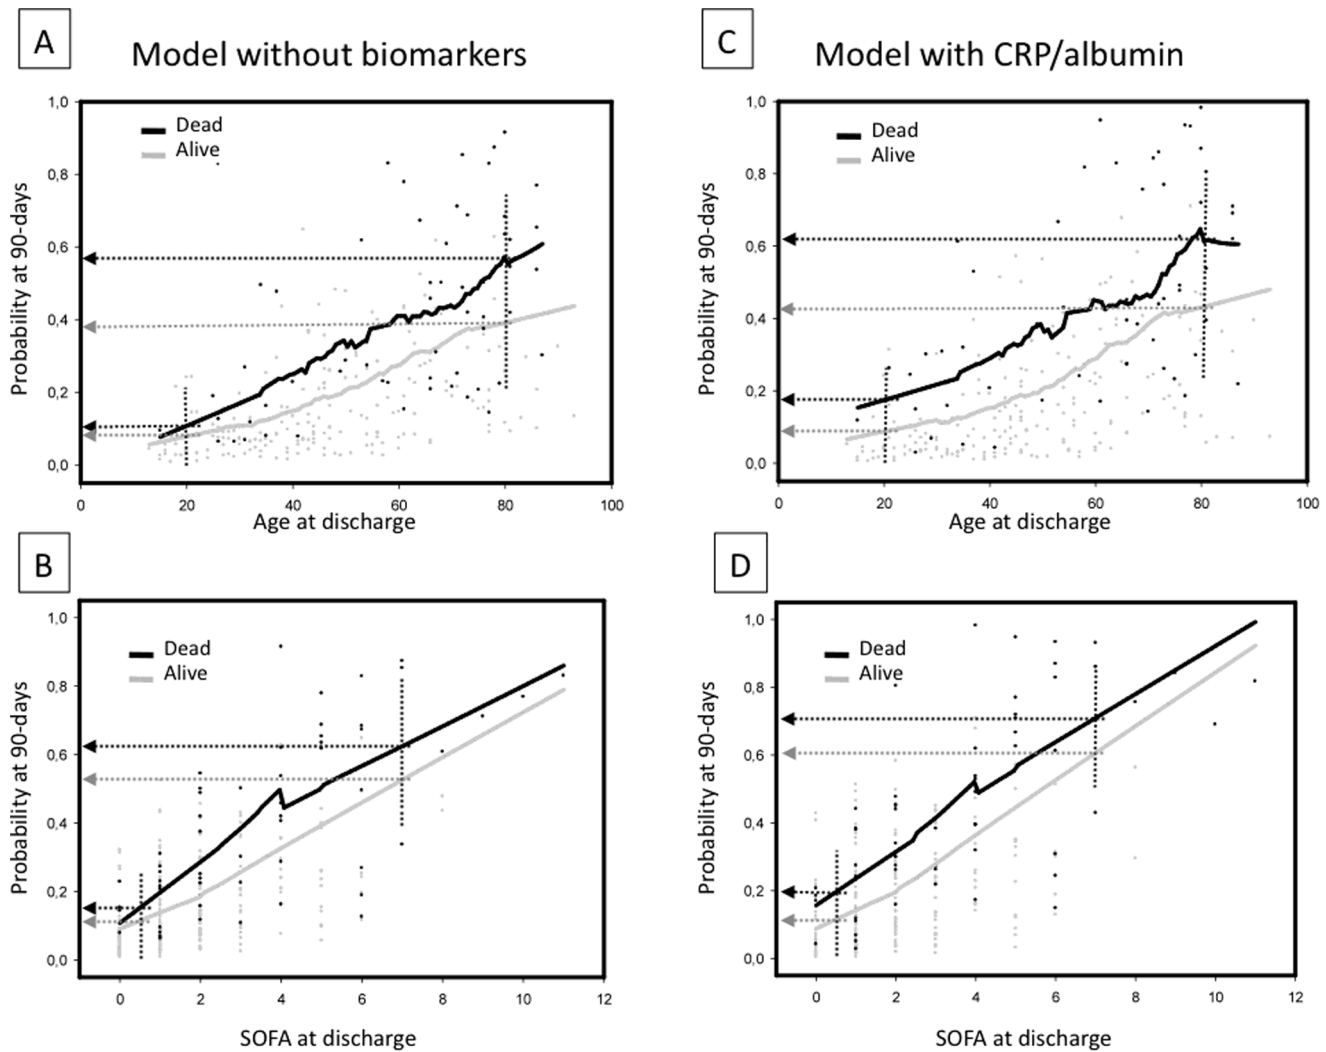 A
Model without biomarkers
Probability at 90-days
1,0
0,8
0,6
0,4
0,2
0,0
Dead
Alive
0
20
40
60
80
100
Age at discharge
C
Model with CRP/albumin
Probability at 90-days
1,0
0,8
0,6
0,4
0,2
0,0
Dead
Alive
0
20
40
60
80
100
Age at discharge
B
Probability at 90-days
1,0
0,8
0,6
0,4
0,2
0,0
Dead
Alive
0
2
4
6
8
10
12
SOFA at discharge
D
Probability at 90-days
1,0
0,8
0,6
0,4
0,2
0,0
Dead
Alive
0
2
4
6
8
10
12
SOFA at discharge